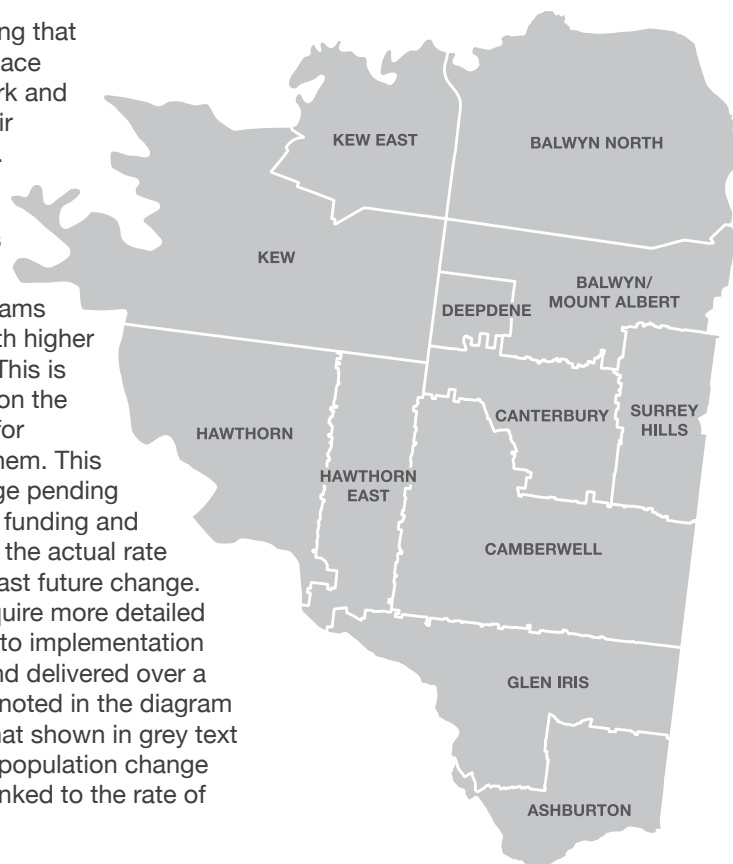 ng that
ace
rk and
ir
.
s
ams
th higher
This is
on the
for
hem. This
ge pending
funding and
the actual rate
ast future change.
quire more detailed
to implementation
nd delivered over a
noted in the diagram
hat shown in grey text
population change
nked to the rate of
KEW EAST
BALWYN NORTH
KEW
BALWYN/
MOUNT ALBERT
DEEPDENE
HAWTHORN
CANTERBURY
SURREY
HILLS
HAWTHORN
EAST
CAMBERWELL
GLEN IRIS
ASHBURTON